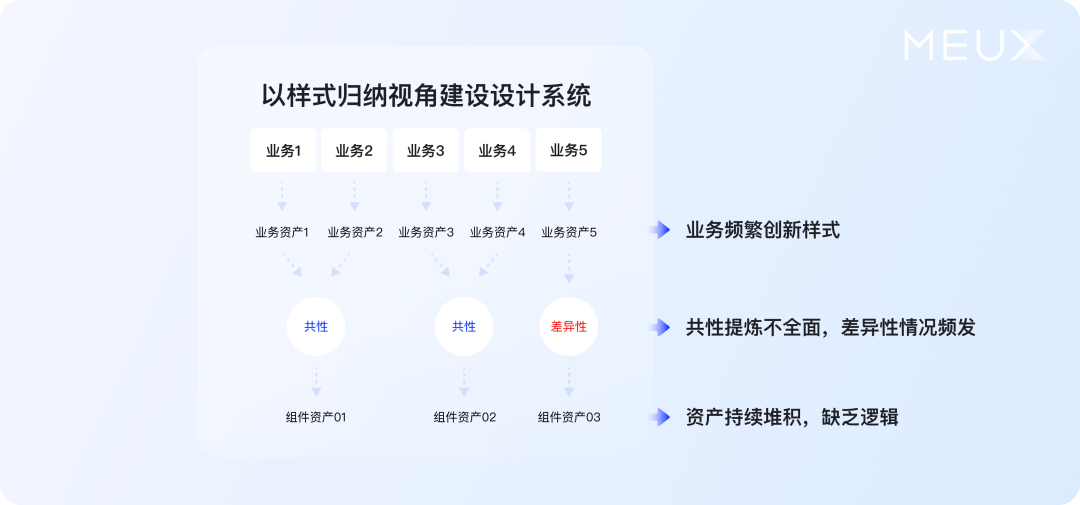 MEUX
以样式归纳视角建设设计系统
业务1 业务2 业务3 业务4 业务5
业务资产1 业务资产2 业务资产3 业务资产4 业务资产5
业务频繁创新样式
共性 共性 差异性
共性提炼不全面，差异性情况频发
组件资产01 组件资产02 组件资产03
资产持续堆积，缺乏逻辑